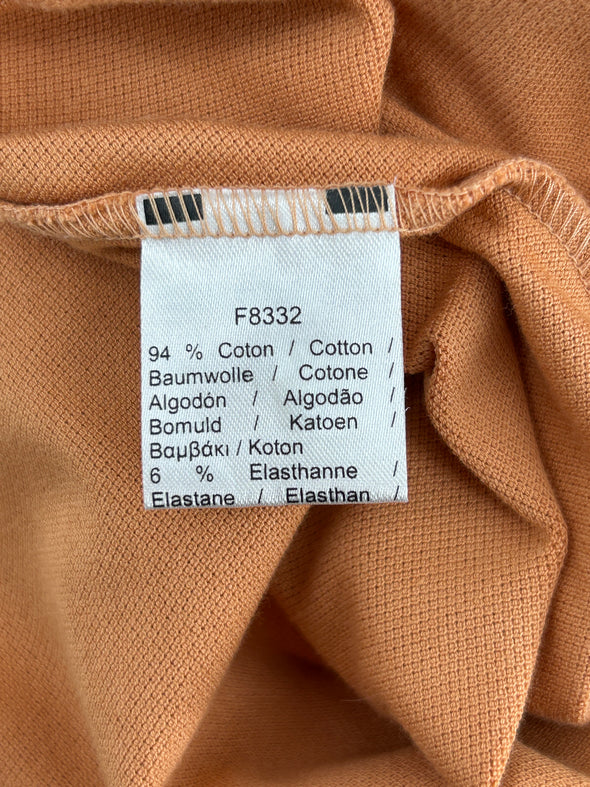 F8332
94 % Coton / Cotton /
Baumwolle / Cotone /
Algodón / Algodão /
Bomuld / Katoen /
Βαμβάκι / Koton
6 % Elasthanne /
Elastane / Elasthan /